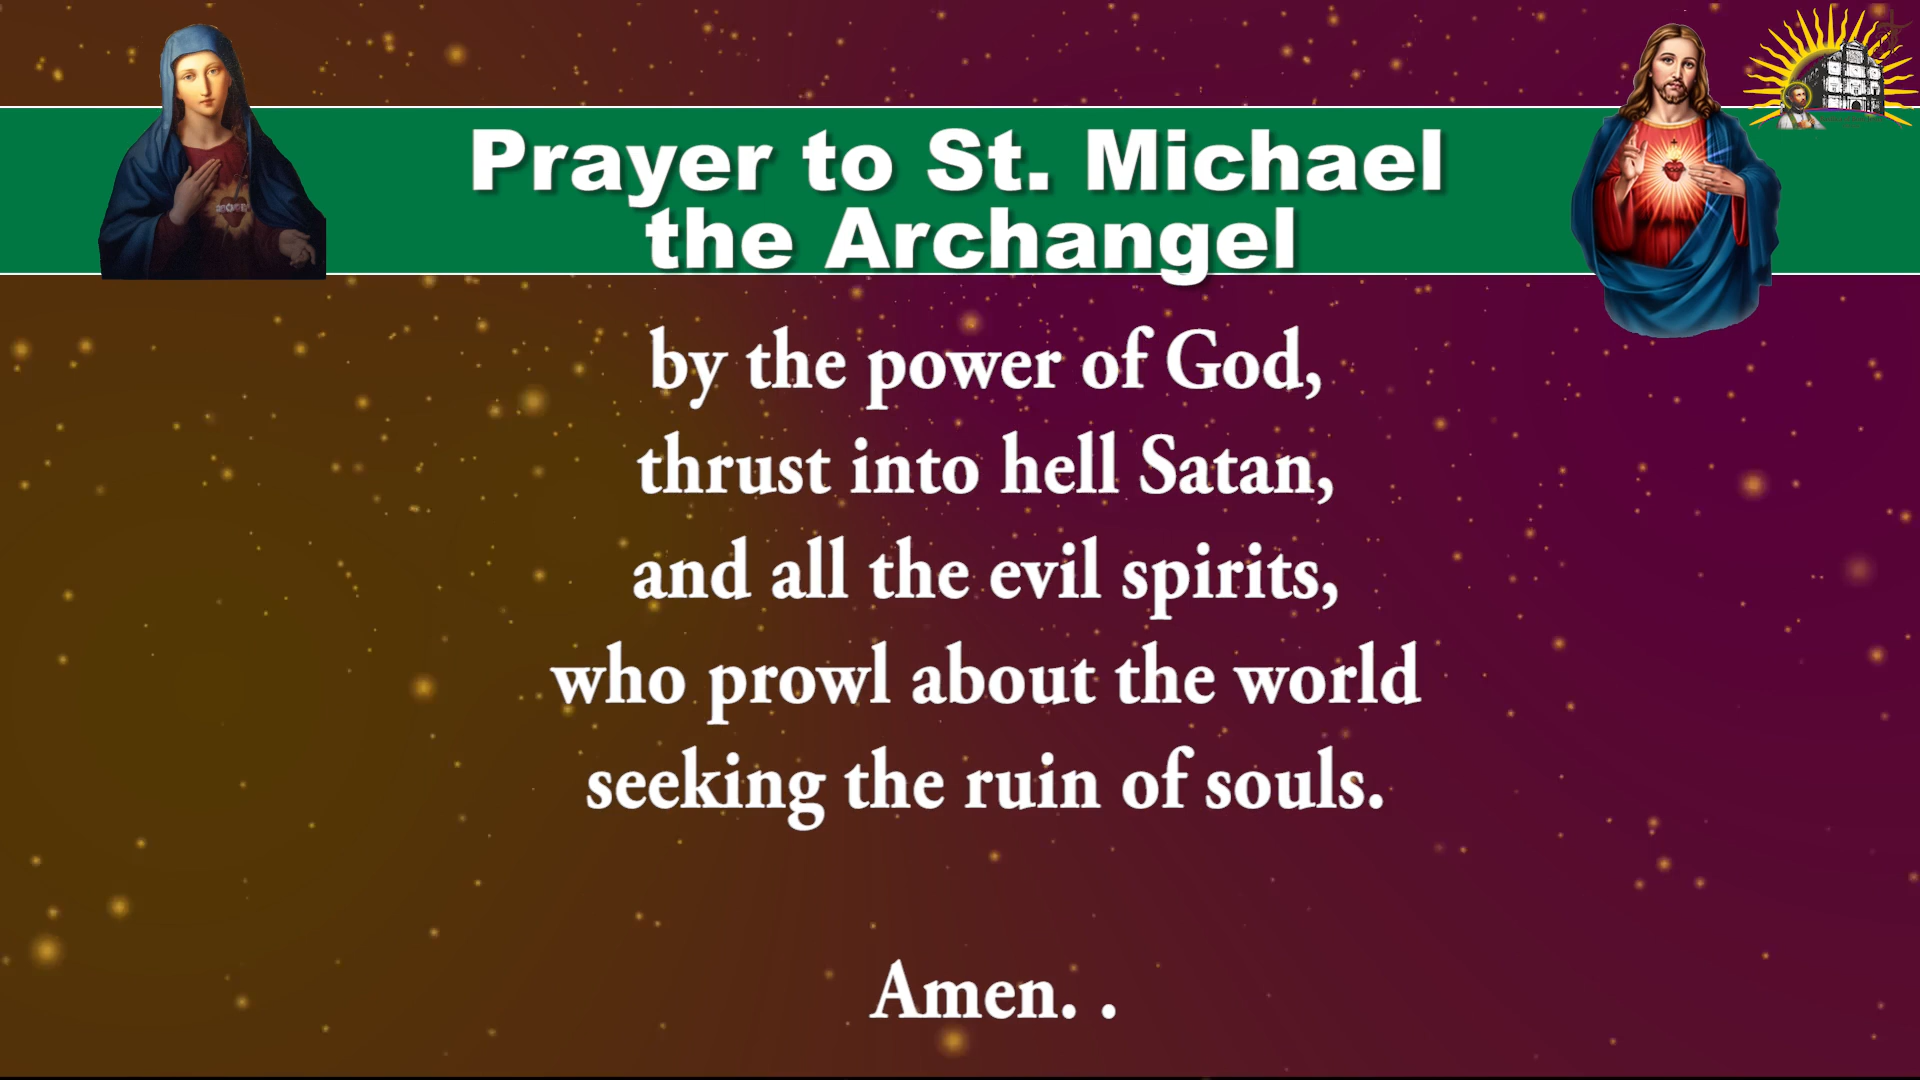 Prayer to St. Michael
the Archangel
by the power of God,
thrust into hell Satan,
and all the evil spirits,
who prowl about the world
seeking the ruin of souls.
Amen. .